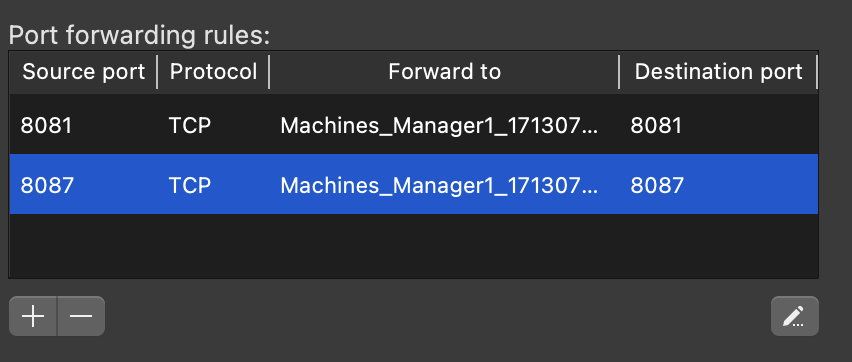 Port forwarding rules:
Source port Protocol Forward to Destination port
8081 TCP Machines_Manager1_171307... 8081
8087 TCP Machines_Manager1_171307... 8087